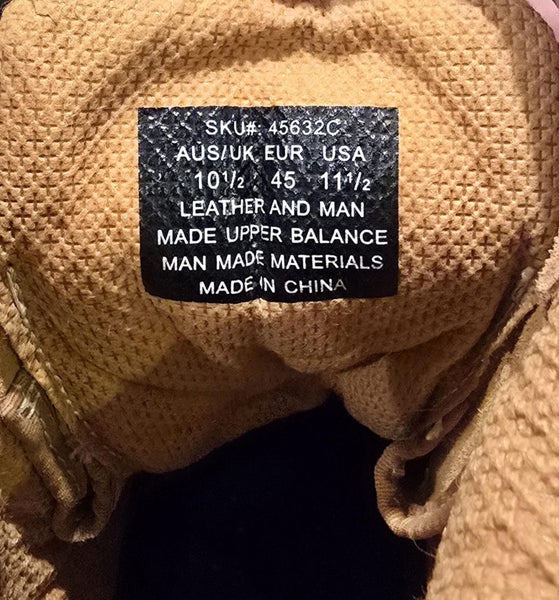 SKU#: 45632C
AUS/UK EUR USA
10½ 45 11½
LEATHER AND MAN
MADE UPPER BALANCE
MAN MADE MATERIALS
MADE IN CHINA